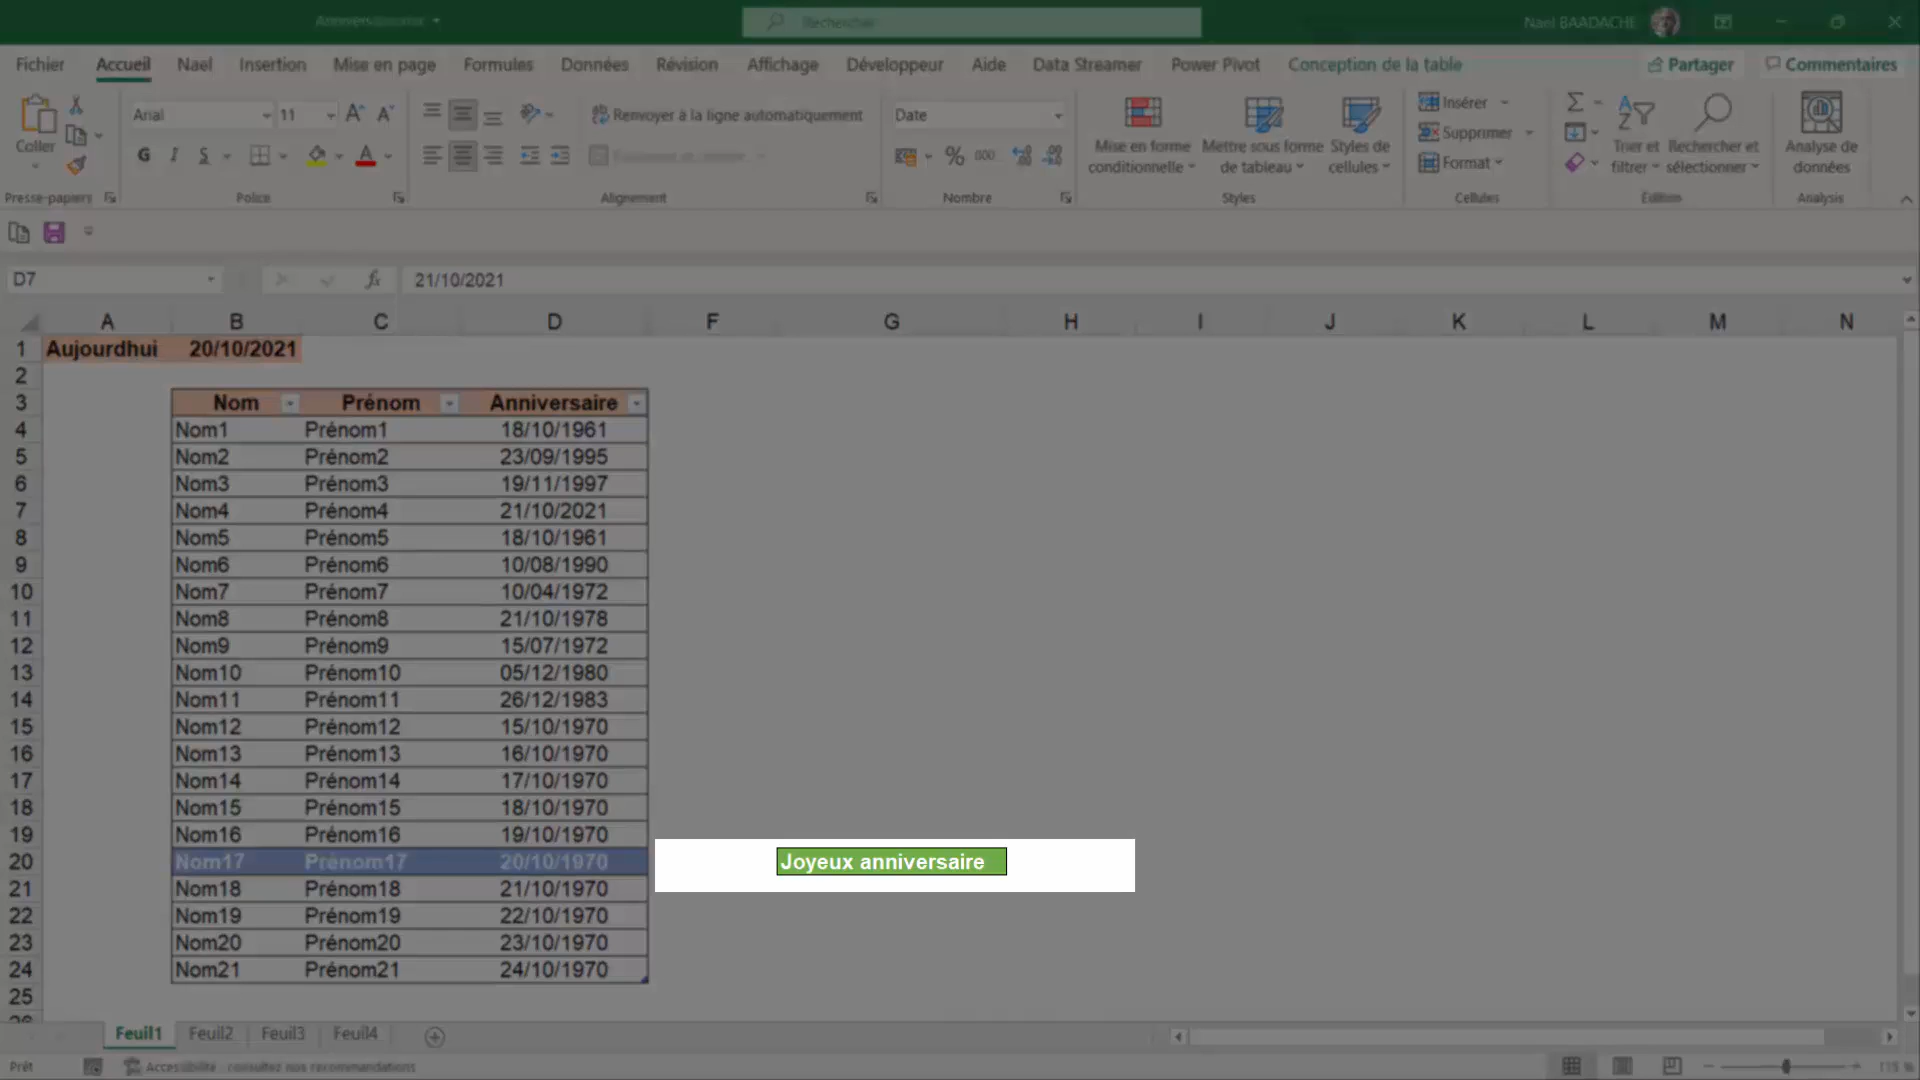 Rechercher
Nael BAADACHE
Fichier Accueil Nael Insertion Mise en page Formules Données Révision Affichage Développeur Aide Data Streamer Power Pivot Conception de la table Partager Commentaires
Coller
Arial 11
Renvoyer à la ligne automatiquement
Date
Mise en forme conditionnelle
Mettre sous forme de tableau
Styles de cellules
Insérer
Supprimer
Format
Trier et filtrer
Rechercher et sélectionner
Analyse de données
G I S
% 000
Presse-papiers Police Alignement Nombre Styles Cellules Édition Analysis
D7 fx 21/10/2021
A B C D F G H I J K L M N
1 Aujourdhui 20/10/2021
2
3 Nom Prénom Anniversaire
4 Nom1 Prénom1 18/10/1961
5 Nom2 Prénom2 23/09/1995
6 Nom3 Prénom3 19/11/1997
7 Nom4 Prénom4 21/10/2021
8 Nom5 Prénom5 18/10/1961
9 Nom6 Prénom6 10/08/1990
10 Nom7 Prénom7 10/04/1972
11 Nom8 Prénom8 21/10/1978
12 Nom9 Prénom9 15/07/1972
13 Nom10 Prénom10 05/12/1980
14 Nom11 Prénom11 26/12/1983
15 Nom12 Prénom12 15/10/1970
16 Nom13 Prénom13 16/10/1970
17 Nom14 Prénom14 17/10/1970
18 Nom15 Prénom15 18/10/1970
19 Nom16 Prénom16 19/10/1970
20 Nom17 Prénom17 20/10/1970 Joyeux anniversaire
21 Nom18 Prénom18 21/10/1970
22 Nom19 Prénom19 22/10/1970
23 Nom20 Prénom20 23/10/1970
24 Nom21 Prénom21 24/10/1970
25
Feuil1 Feuil2 Feuil3 Feuil4
Prêt Accessibilité : consultez nos recommandations 115 %